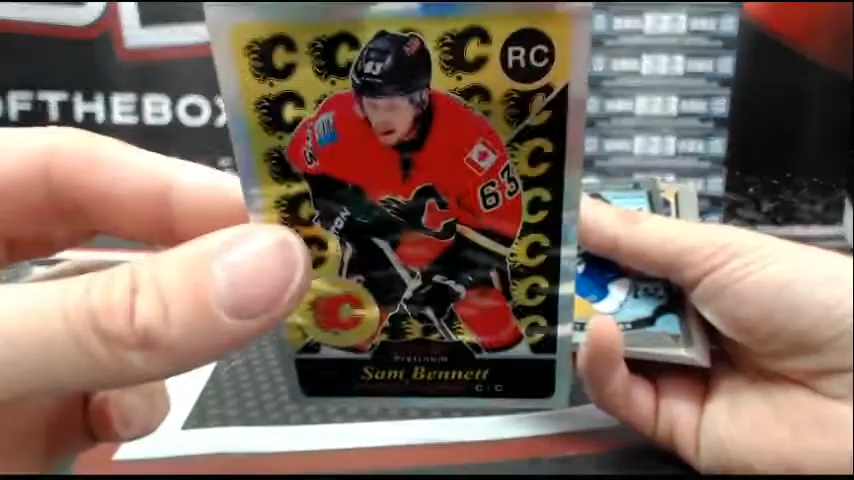 OFTHEBOX
RC
63
63
PLATINUM
Sam Bennett
C • C